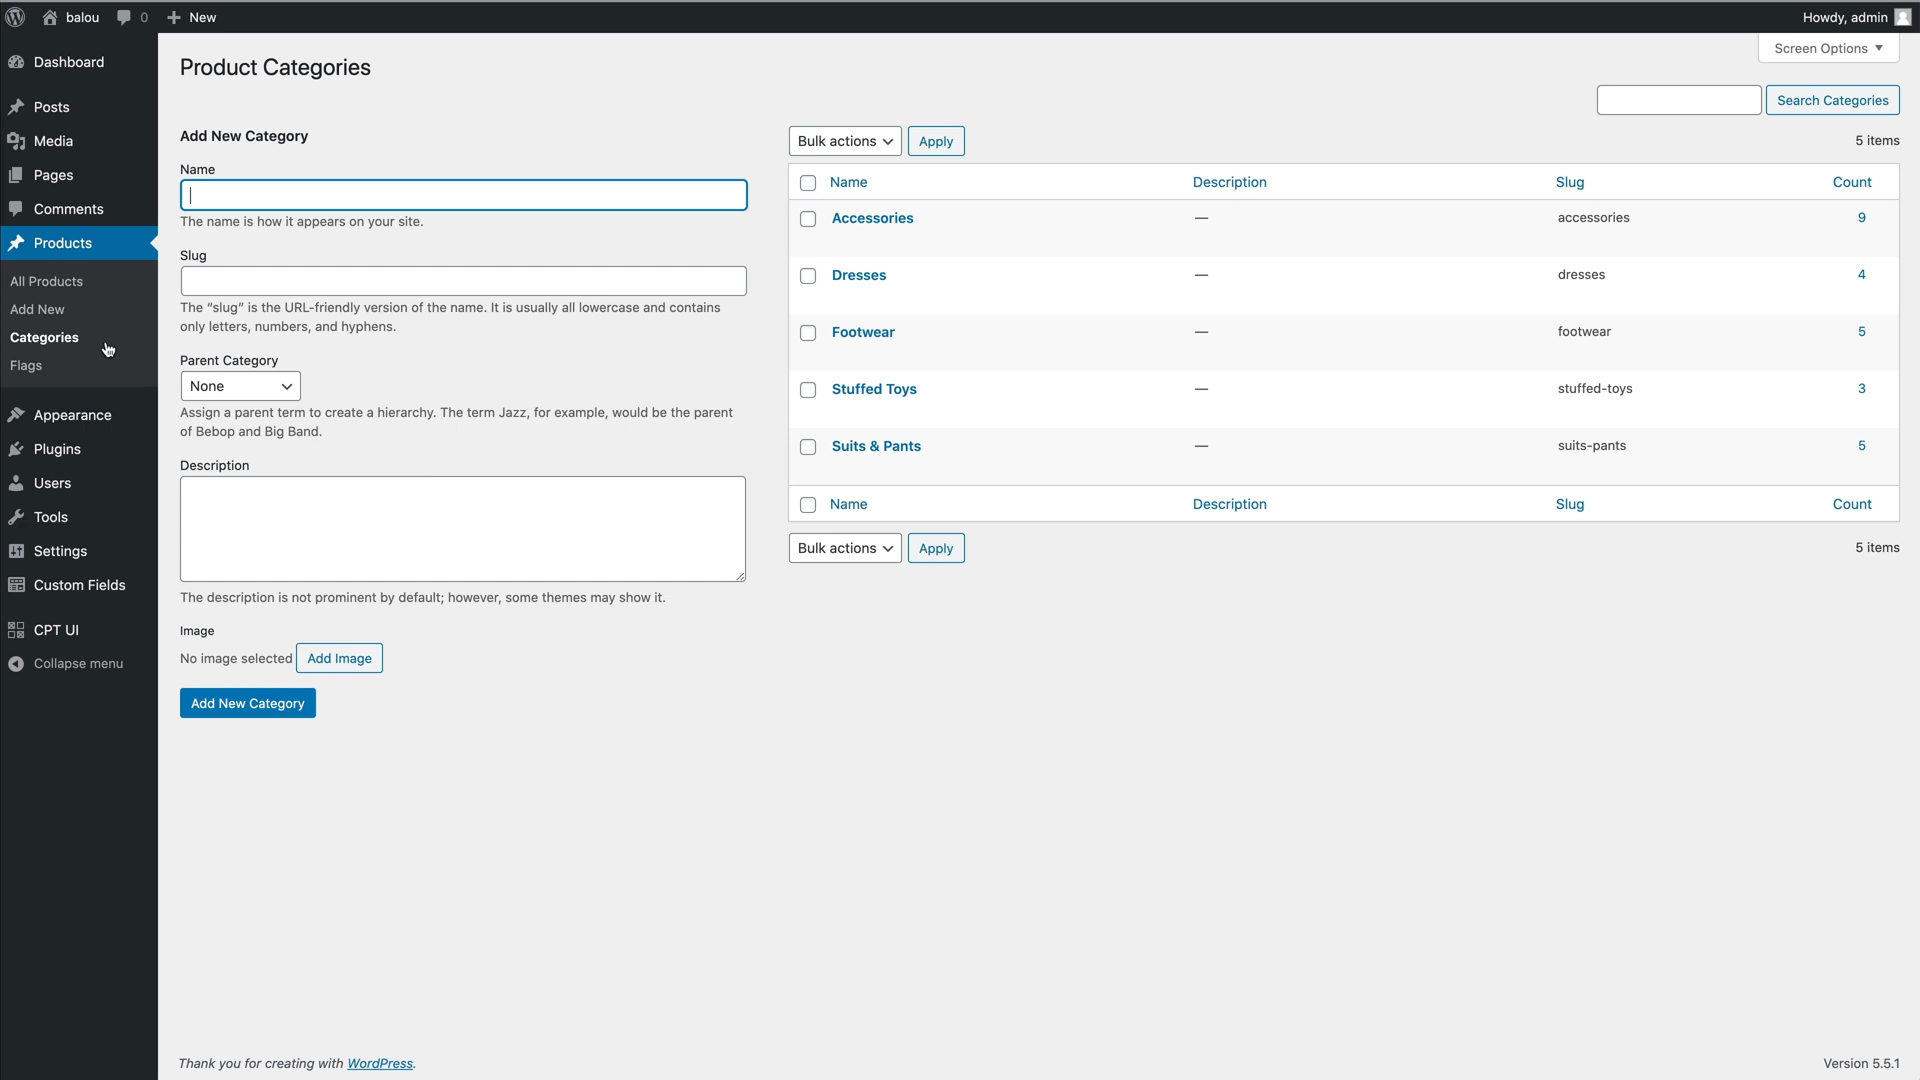 balou 0 New Howdy, admin
Screen Options
Dashboard
Posts
Media
Pages
Comments
Products
All Products
Add New
Categories
Flags
Appearance
Plugins
Users
Tools
Settings
Custom Fields
CPT UI
Collapse menu
Product Categories
Search Categories
Add New Category
Name
The name is how it appears on your site.
Slug
The “slug” is the URL-friendly version of the name. It is usually all lowercase and contains
only letters, numbers, and hyphens.
Parent Category
None
Assign a parent term to create a hierarchy. The term Jazz, for example, would be the parent
of Bebop and Big Band.
Description
The description is not prominent by default; however, some themes may show it.
Image
No image selected Add Image
Add New Category
Bulk actions Apply 5 items
Name Description Slug Count
Accessories — accessories 9
Dresses — dresses 4
Footwear — footwear 5
Stuffed Toys — stuffed-toys 3
Suits & Pants — suits-pants 5
Name Description Slug Count
Bulk actions Apply 5 items
Thank you for creating with WordPress. Version 5.5.1